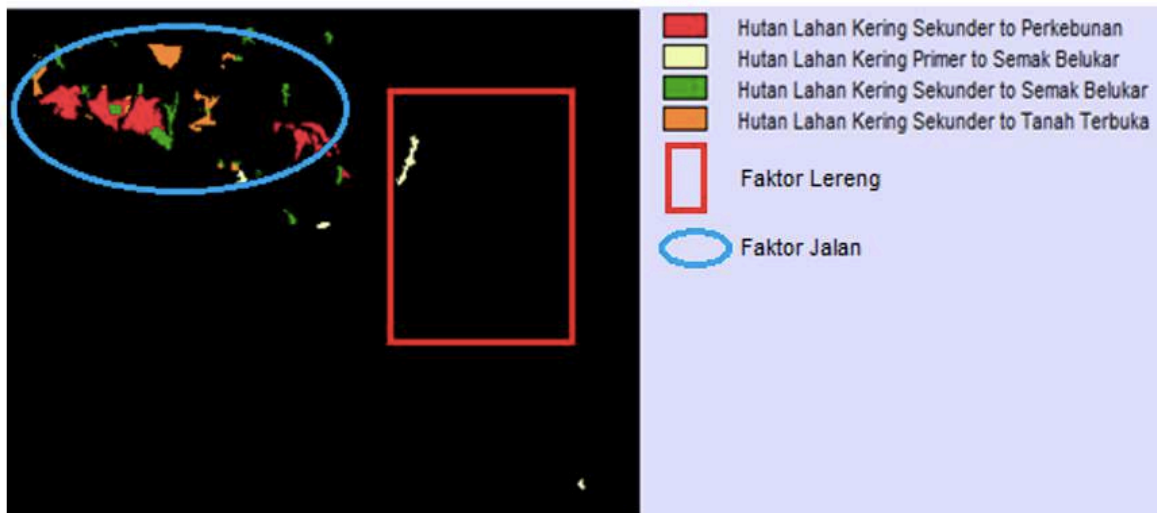 Hutan Lahan Kering Sekunder to Perkebunan
Hutan Lahan Kering Primer to Semak Belukar
Hutan Lahan Kering Sekunder to Semak Belukar
Hutan Lahan Kering Sekunder to Tanah Terbuka
Faktor Lereng
Faktor Jalan